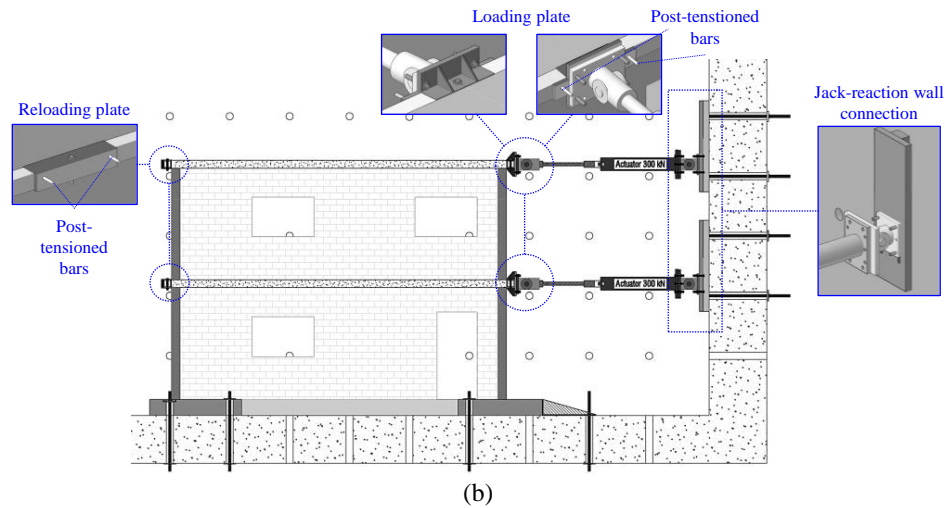 Loading plate
Post-tenstioned
bars
Reloading plate
Jack-reaction wall
connection
Actuator 300 kN
Post-
tensioned
bars
Actuator 300 kN
(b)